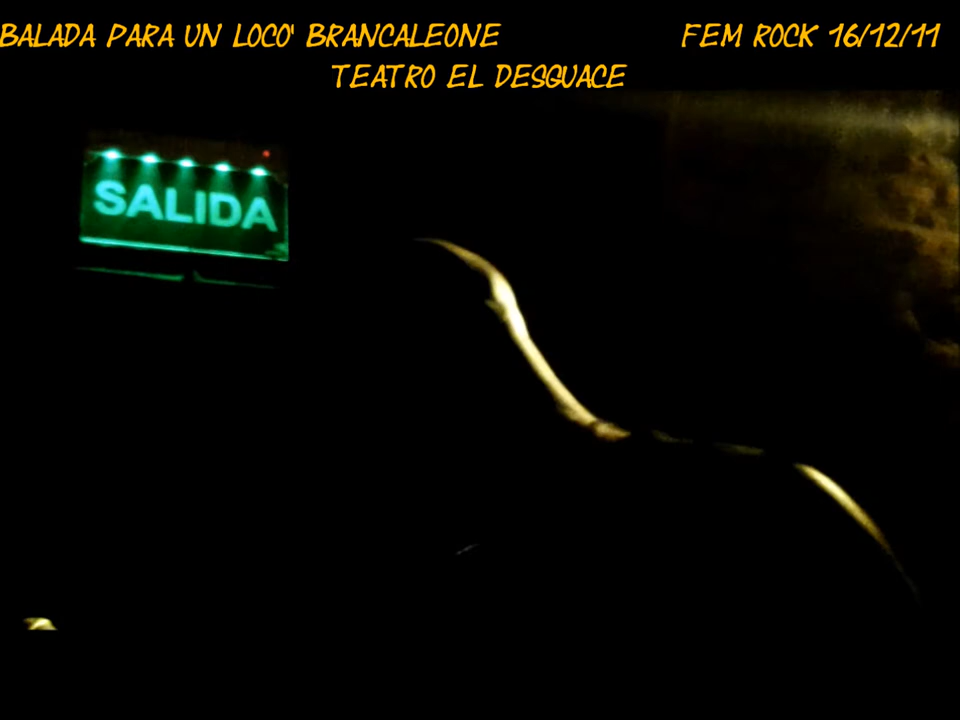 BALADA PARA UN LOCO' BRANCALEONE FEM ROCK 16/12/11
TEATRO EL DESGUACE
SALIDA